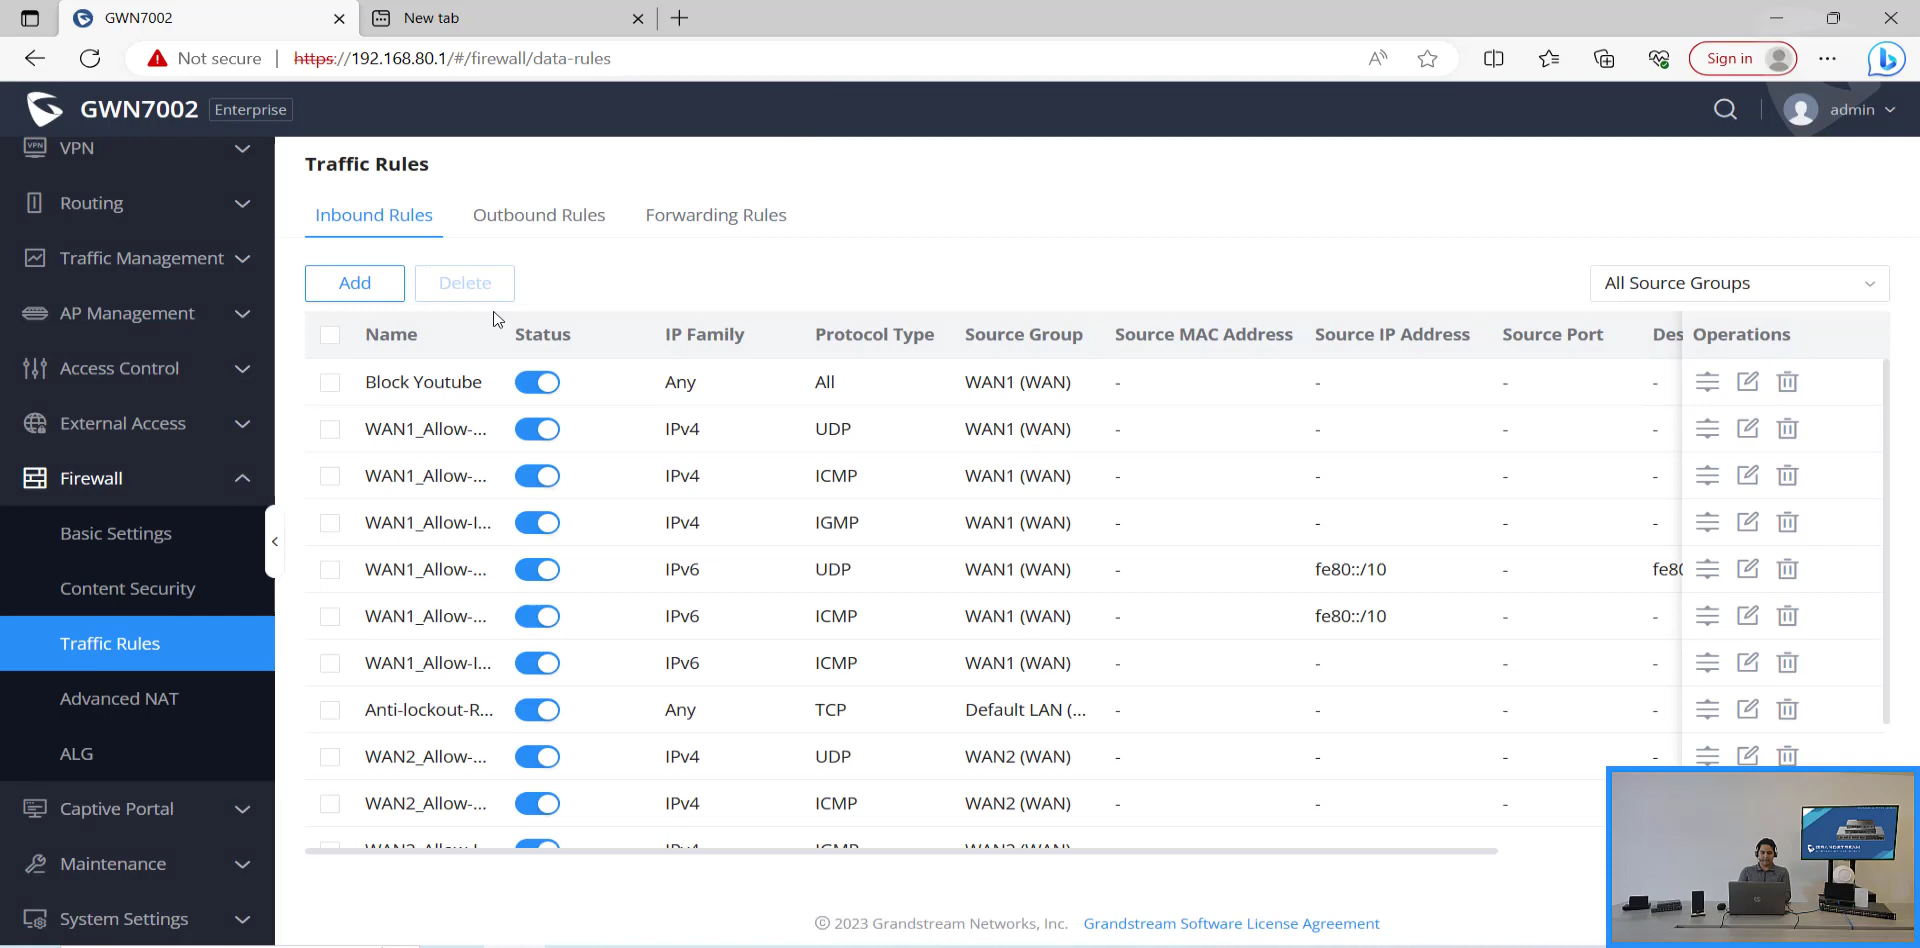 GWN7002
New tab
Not secure
https://192.168.80.1/#/firewall/data-rules
Sign in
GWN7002
Enterprise
admin
VPN
Routing
Traffic Management
AP Management
Access Control
External Access
Firewall
Basic Settings
Content Security
Traffic Rules
Advanced NAT
ALG
Captive Portal
Maintenance
System Settings
Traffic Rules
Inbound Rules Outbound Rules Forwarding Rules
Add Delete All Source Groups
Name Status IP Family Protocol Type Source Group Source MAC Address Source IP Address Source Port Des Operations
Block Youtube Any All WAN1 (WAN) - - - -
WAN1_Allow-... IPv4 UDP WAN1 (WAN) - - - -
WAN1_Allow-... IPv4 ICMP WAN1 (WAN) - - - -
WAN1_Allow-I... IPv4 IGMP WAN1 (WAN) - - - -
WAN1_Allow-... IPv6 UDP WAN1 (WAN) - fe80::/10 - fe80
WAN1_Allow-... IPv6 ICMP WAN1 (WAN) - fe80::/10 - -
WAN1_Allow-I... IPv6 ICMP WAN1 (WAN) - - - -
Anti-lockout-R... Any TCP Default LAN (... - - - -
WAN2_Allow-... IPv4 UDP WAN2 (WAN) - - - -
WAN2_Allow-... IPv4 ICMP WAN2 (WAN) - - -
WAN2_Allow-I... IPv4 IGMP WAN2 (WAN)
© 2023 Grandstream Networks, Inc. Grandstream Software License Agreement
GRANDSTREAM